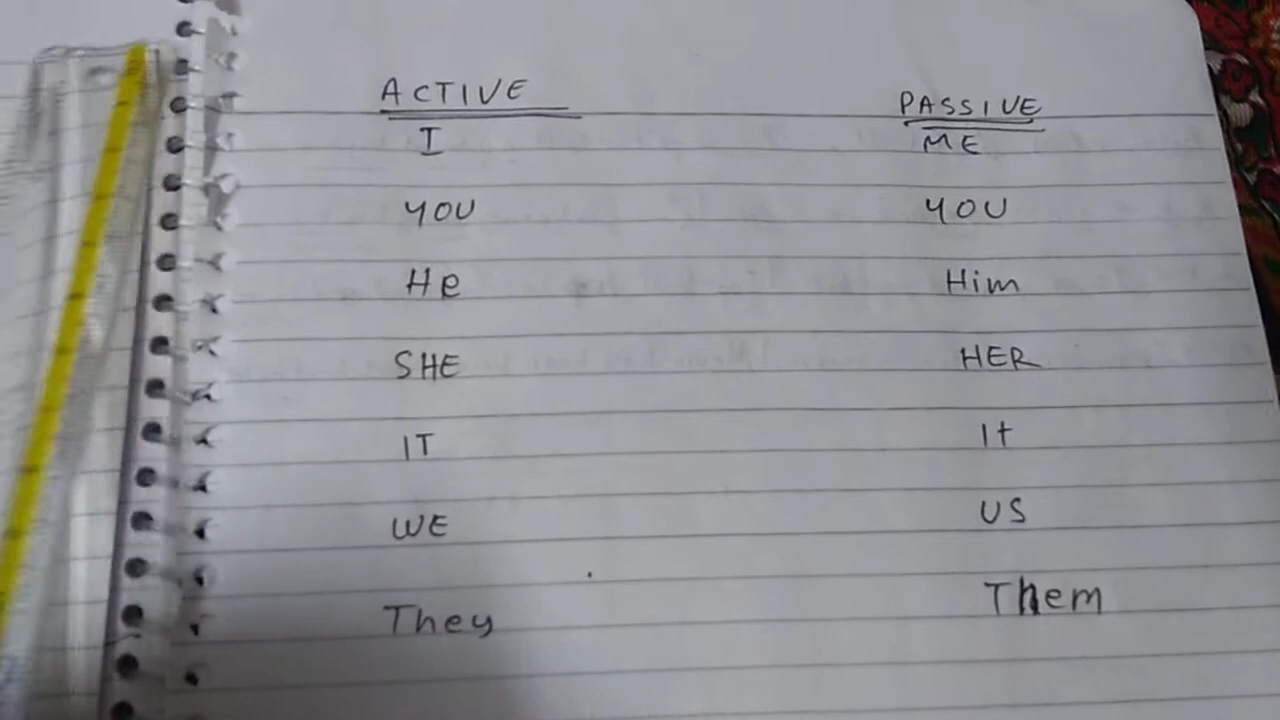 ACTIVE PASSIVE
I ME
YOU YOU
He Him
SHE HER
IT It
WE US
They Them